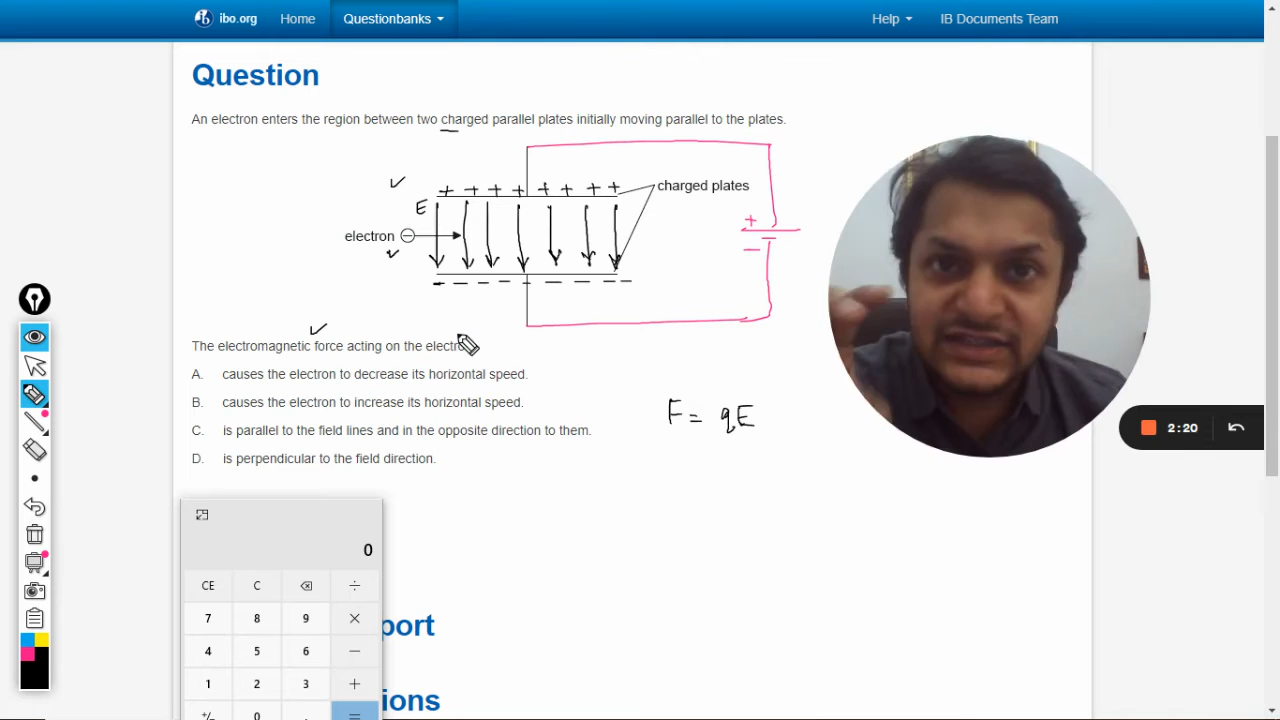 ibo.org Home Questionbanks Help IB Documents Team
Question
An electron enters the region between two charged parallel plates initially moving parallel to the plates.
+ + + + + + + +
charged plates
E
electron
+
−
The electromagnetic force acting on the
A. causes the electron to decrease its horizontal speed.
B. causes the electron to increase its horizontal speed.
C. is parallel to the field lines and in the opposite direction to them.
D. is perpendicular to the field direction.
F = qE
2:20
0
CE C ÷
7 8 9 ×
4 5 6 −
1 2 3 +
+/- 0 . =
port
ions